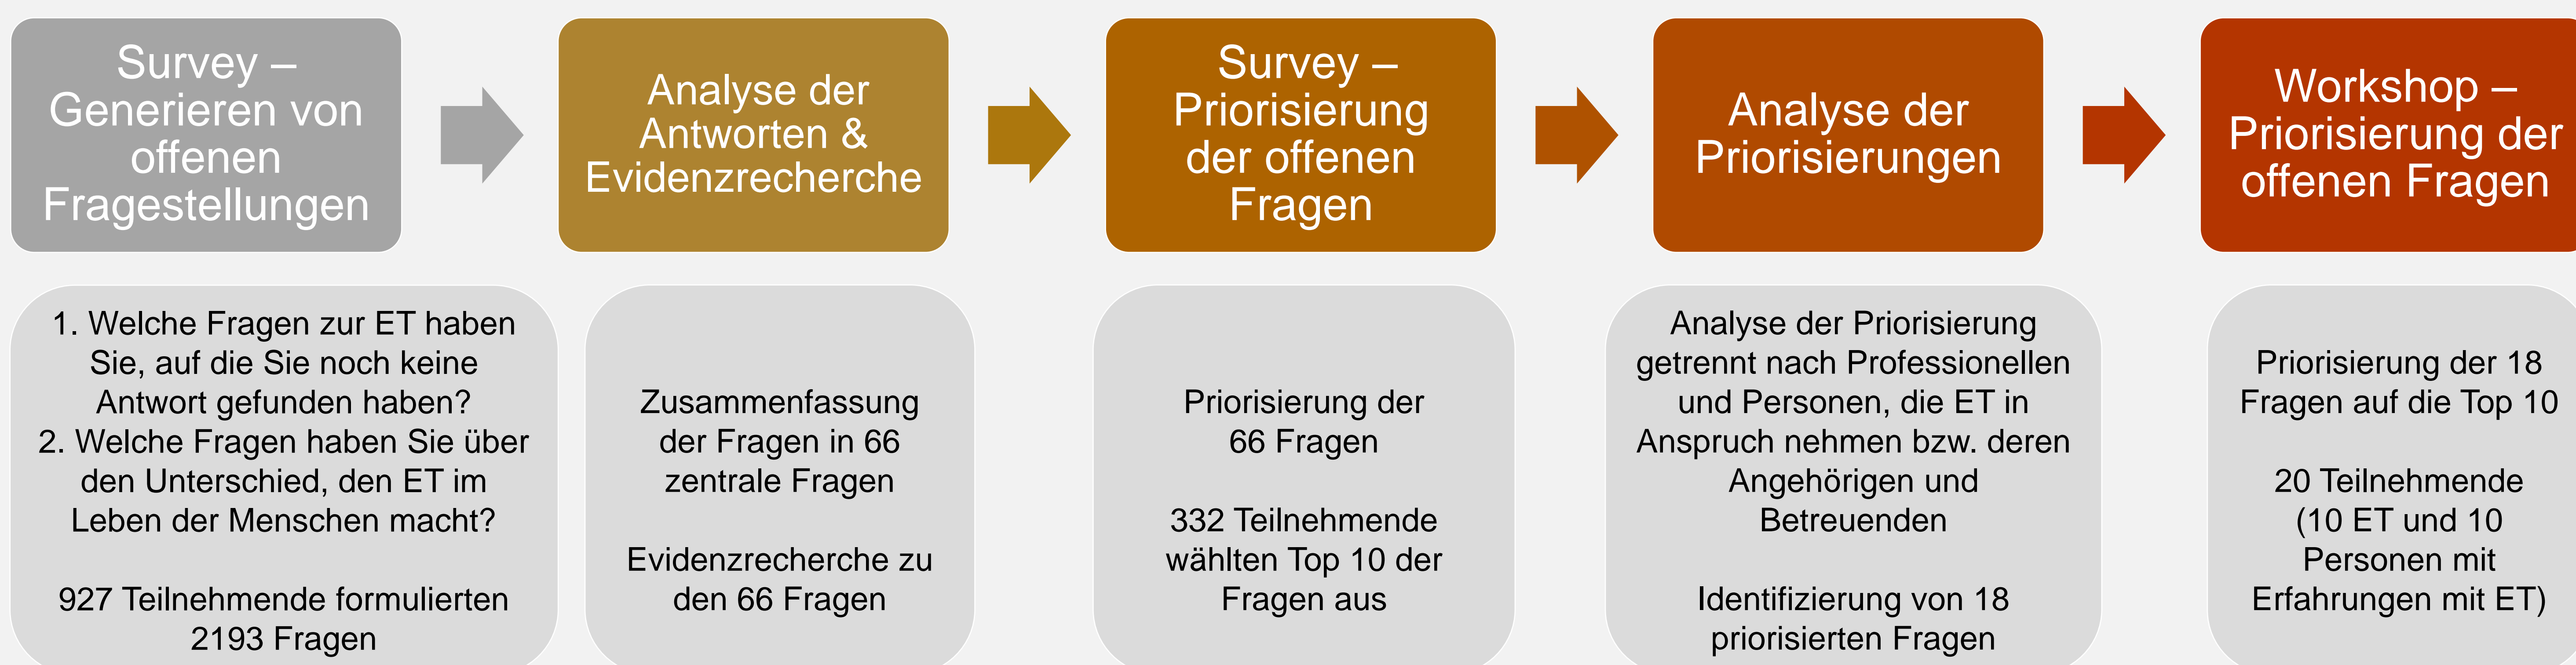 Survey –
Generieren von
offenen
Fragestellungen
Analyse der
Antworten &
Evidenzrecherche
Survey –
Priorisierung
der offenen
Fragen
Analyse der
Priorisierungen
Workshop –
Priorisierung der
offenen Fragen
1. Welche Fragen zur ET haben
Sie, auf die Sie noch keine
Antwort gefunden haben?
2. Welche Fragen haben Sie über
den Unterschied, den ET im
Leben der Menschen macht?
927 Teilnehmende formulierten
2193 Fragen
Zusammenfassung
der Fragen in 66
zentrale Fragen
Evidenzrecherche zu
den 66 Fragen
Priorisierung der
66 Fragen
332 Teilnehmende
wählten Top 10 der
Fragen aus
Analyse der Priorisierung
getrennt nach Professionellen
und Personen, die ET in
Anspruch nehmen bzw. deren
Angehörigen und
Betreuenden
Identifizierung von 18
priorisierten Fragen
Priorisierung der 18
Fragen auf die Top 10
20 Teilnehmende
(10 ET und 10
Personen mit
Erfahrungen mit ET)